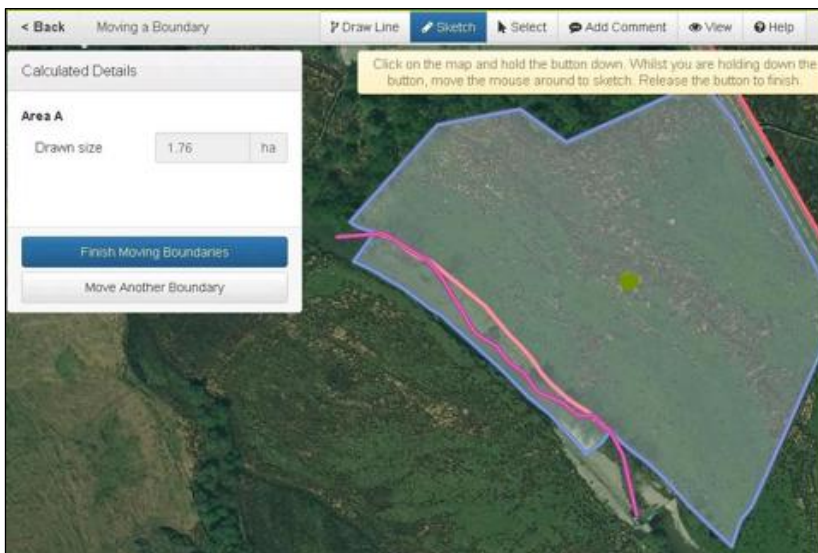 < Back Moving a Boundary Draw Line Sketch Select Add Comment View Help
Click on the map and hold the button down. Whilst you are holding down the
button, move the mouse around to sketch. Release the button to finish.
Calculated Details
Area A
Drawn size 1.76 ha
Finish Moving Boundaries
Move Another Boundary